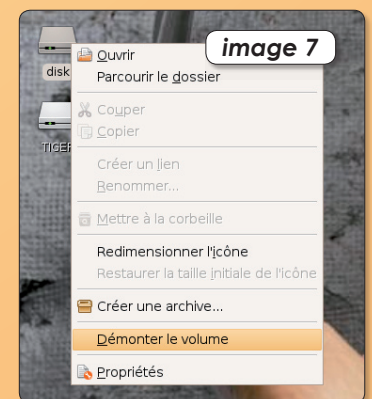 image 7
disk
TIGER
Ouvrir
Parcourir le dossier
Couper
Copier
Créer un lien
Renommer...
Mettre à la corbeille
Redimensionner l'icône
Restaurer la taille initiale de l'icône
Créer une archive...
Démonter le volume
Propriétés